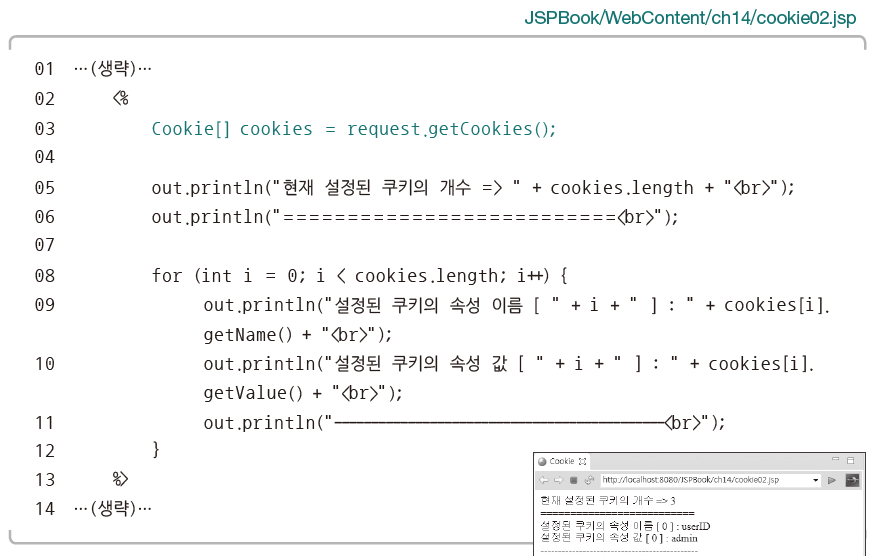 JSPBook/WebContent/ch14/cookie02.jsp
01 …(생략)…
02 <%
03 Cookie[] cookies = request.getCookies();
04
05 out.println("현재 설정된 쿠키의 개수 => " + cookies.length + "<br>");
06 out.println("==========================<br>");
07
08 for (int i = 0; i < cookies.length; i++) {
09 out.println("설정된 쿠키의 속성 이름 [ " + i + " ] : " + cookies[i].
getName() + "<br>");
10 out.println("설정된 쿠키의 속성 값 [ " + i + " ] : " + cookies[i].
getValue() + "<br>");
11 out.println("-----------------------------------------<br>");
12 }
13 %>
14 …(생략)…
Cookie
http://localhost:8080/JSPBook/ch14/cookie02.jsp
현재 설정된 쿠키의 개수 => 3
==========================
설정된 쿠키의 속성 이름 [ 0 ] : userID
설정된 쿠키의 속성 값 [ 0 ] : admin
-----------------------------------------